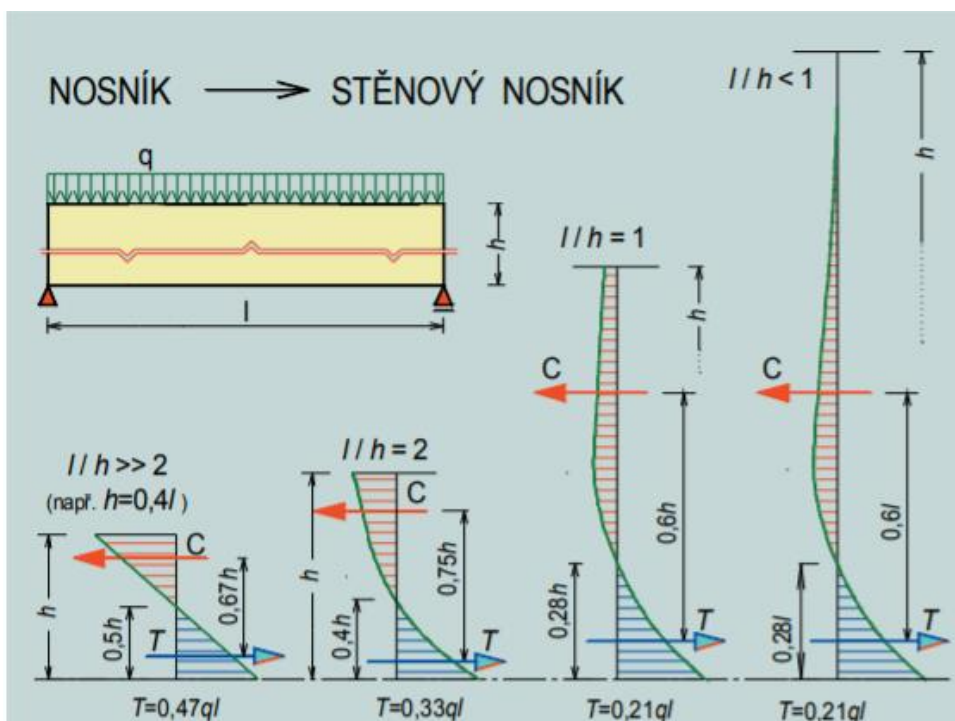 NOSNÍK → STĚNOVÝ NOSNÍK
q
h
l
l / h >> 2
(např. h=0,4l )
C
h
0,5h
0,67h
T
T=0,47ql
l / h = 2
C
h
0,4h
0,75h
T
T=0,33ql
l / h = 1
h
C
0,6h
0,28h
T
T=0,21ql
l / h < 1
h
C
0,6l
0,28l
T
T=0,21ql